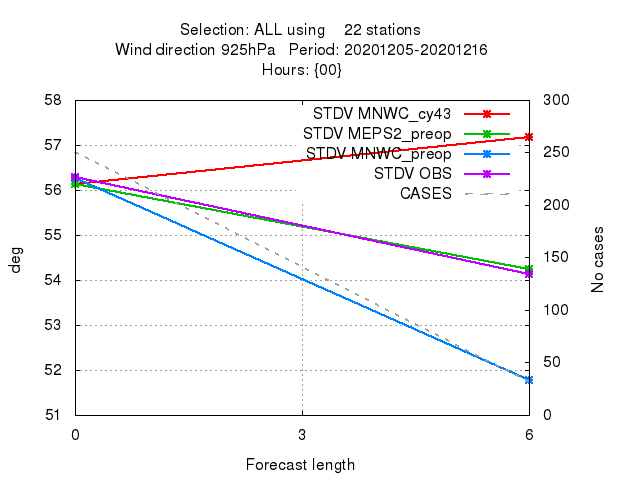 Selection: ALL using 22 stations
Wind direction 925hPa Period: 20201205-20201216
Hours: {00}
58
57
56
55
54
53
52
51
deg
300
250
200
150
100
50
0
No cases
STDV MNWC_cy43
STDV MEPS2_preop
STDV MNWC_preop
STDV OBS
CASES
0 3 6
Forecast length